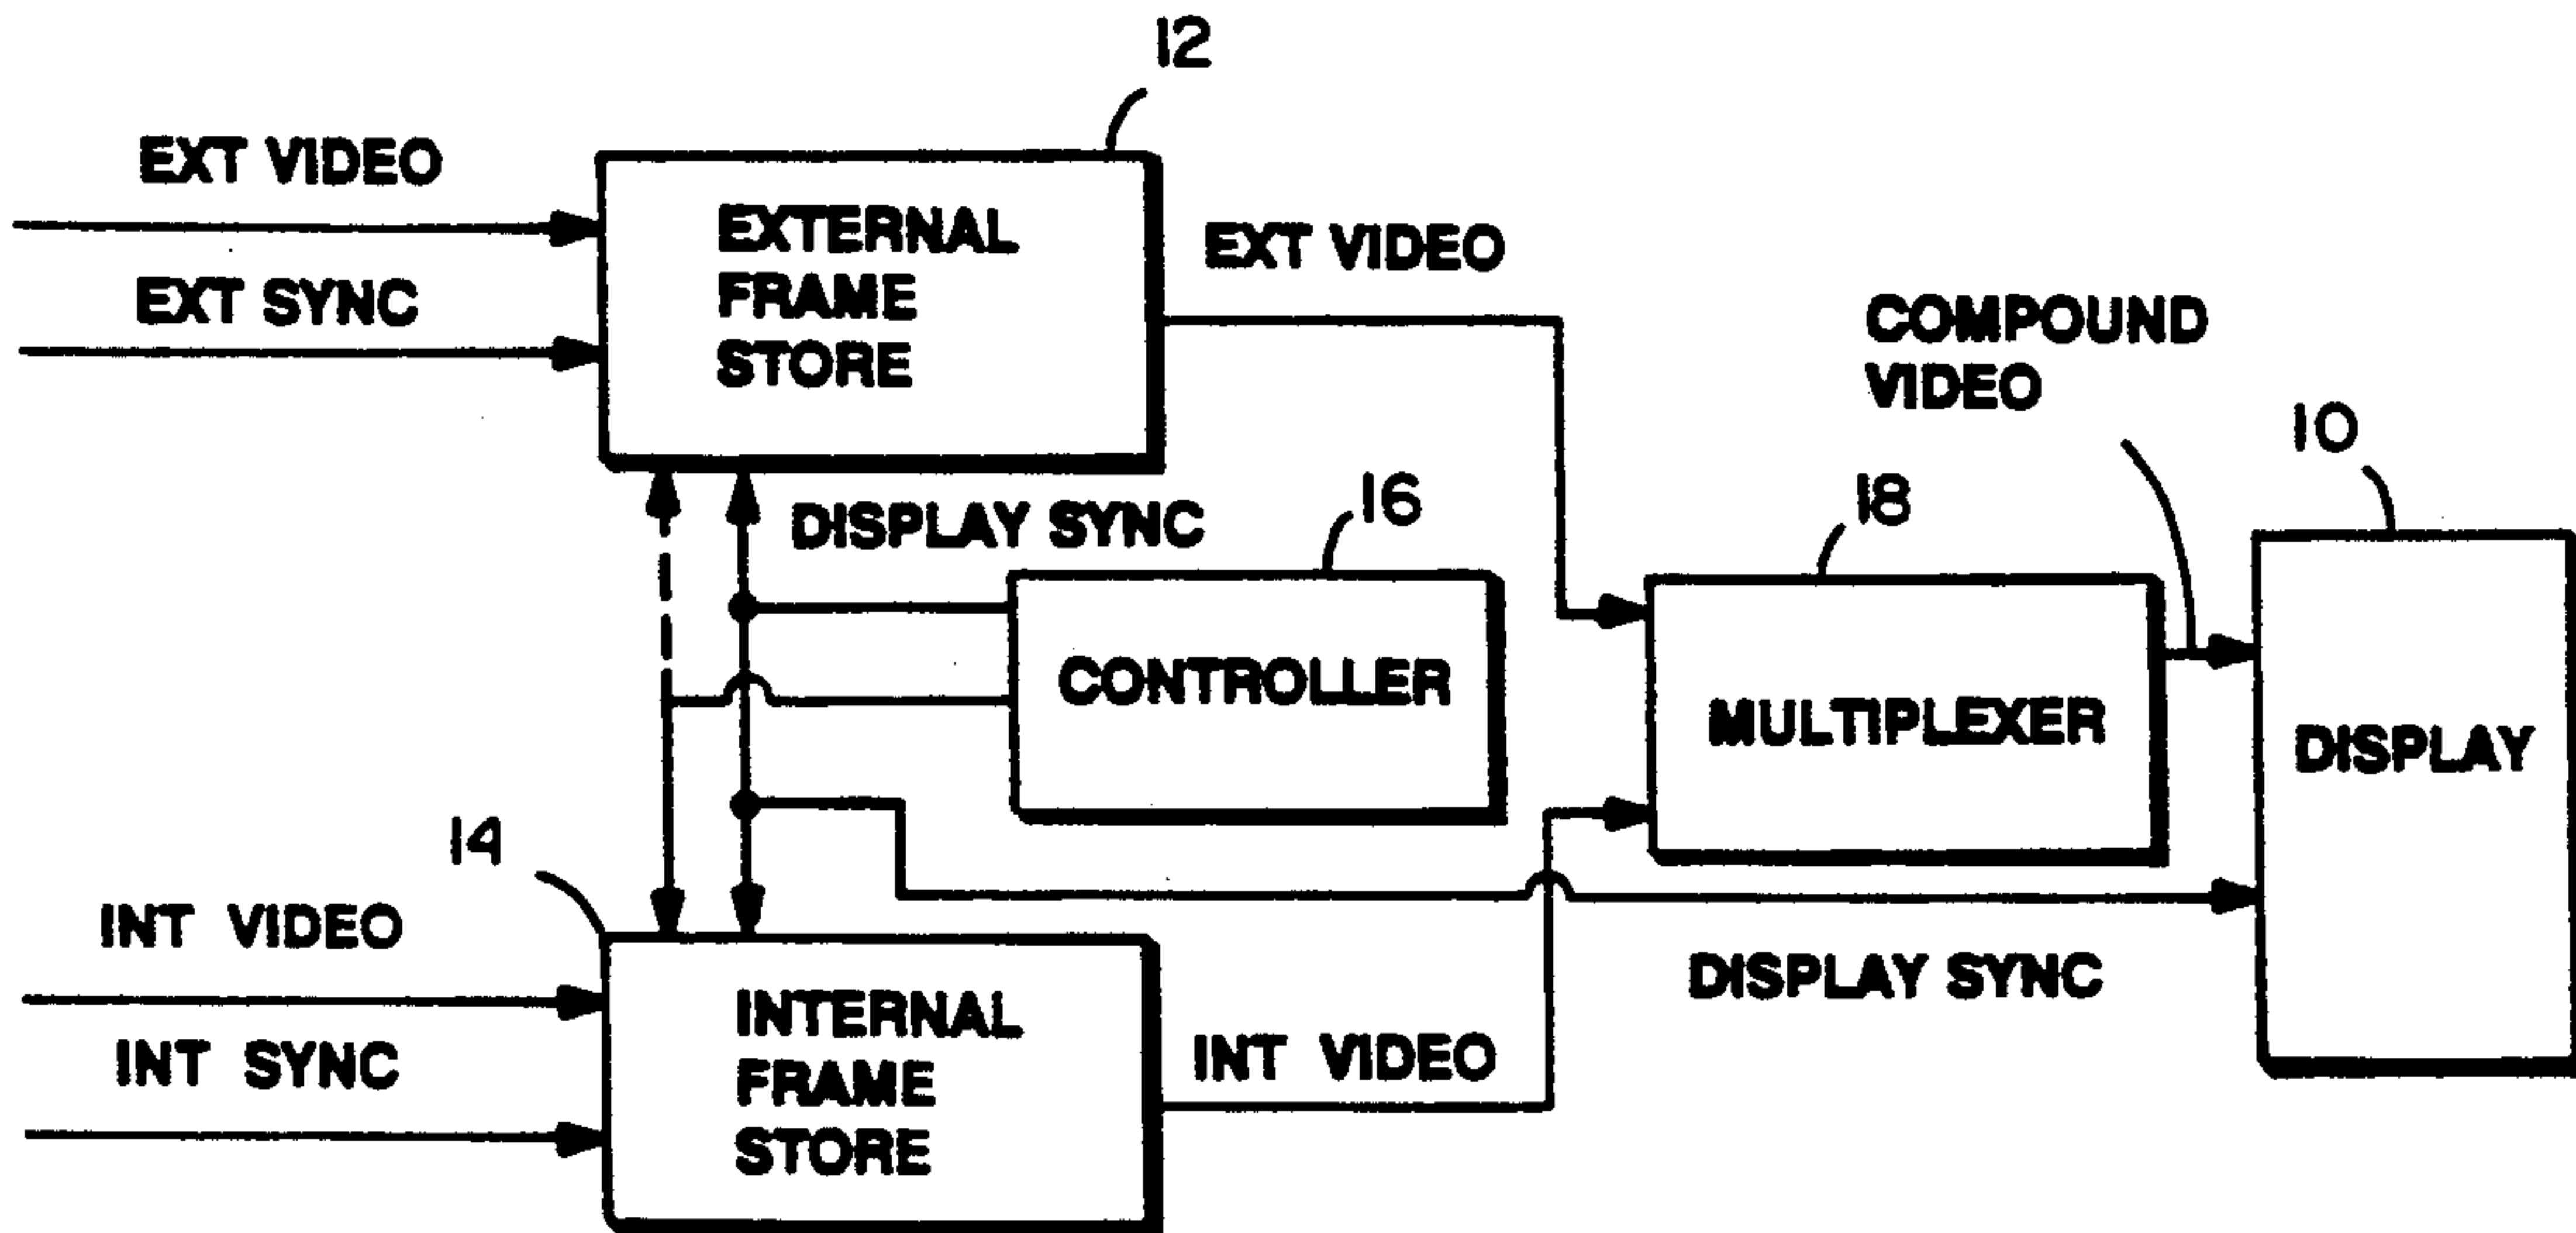 12
EXT VIDEO
EXT SYNC
EXTERNAL
FRAME
STORE
EXT VIDEO
COMPOUND
VIDEO
10
DISPLAY SYNC
16
18
CONTROLLER
MULTIPLEXER
DISPLAY
14
INT VIDEO
INT SYNC
INTERNAL
FRAME
STORE
INT VIDEO
DISPLAY SYNC